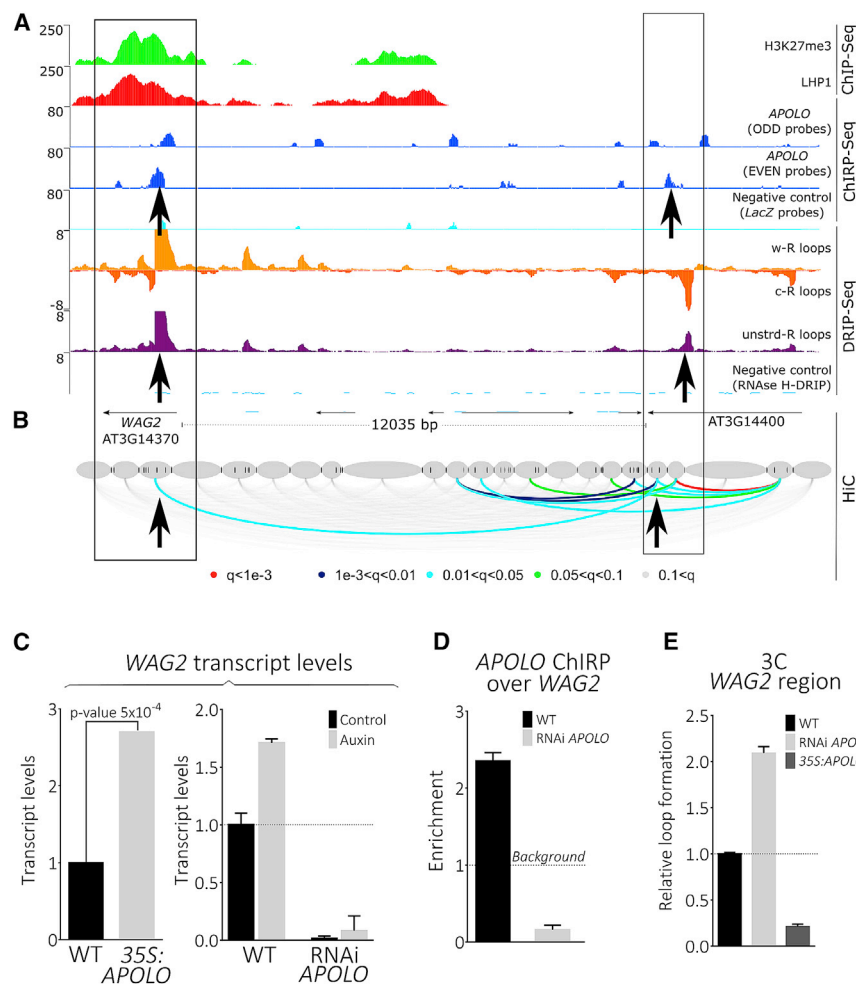 A
250
H3K27me3
250
LHP1
ChIP-Seq
80
APOLO
(ODD probes)
80
APOLO
(EVEN probes)
80
Negative control
(LacZ probes)
ChIRP-Seq
8
w-R loops
c-R loops
-8
8
unstrd-R loops
8
Negative control
(RNAse H-DRIP)
DRIP-Seq
B
WAG2
AT3G14370
12035 bp
AT3G14400
HiC
q<1e-3
1e-3<q<0.01
0.01<q<0.05
0.05<q<0.1
0.1<q
C
WAG2 transcript levels
p-value 5x10⁻⁴
Transcript levels
3
2
1
0
WT
35S:
APOLO
Transcript levels
2.0
1.5
1.0
0.5
0.0
Control
Auxin
WT
RNAi
APOLO
D
APOLO ChIRP
over WAG2
WT
RNAi APOLO
Enrichment
3
2
1
0
Background
E
3C
WAG2 region
WT
RNAi APO
35S:APOL
Relative loop formation
2.5
2.0
1.5
1.0
0.5
0.0